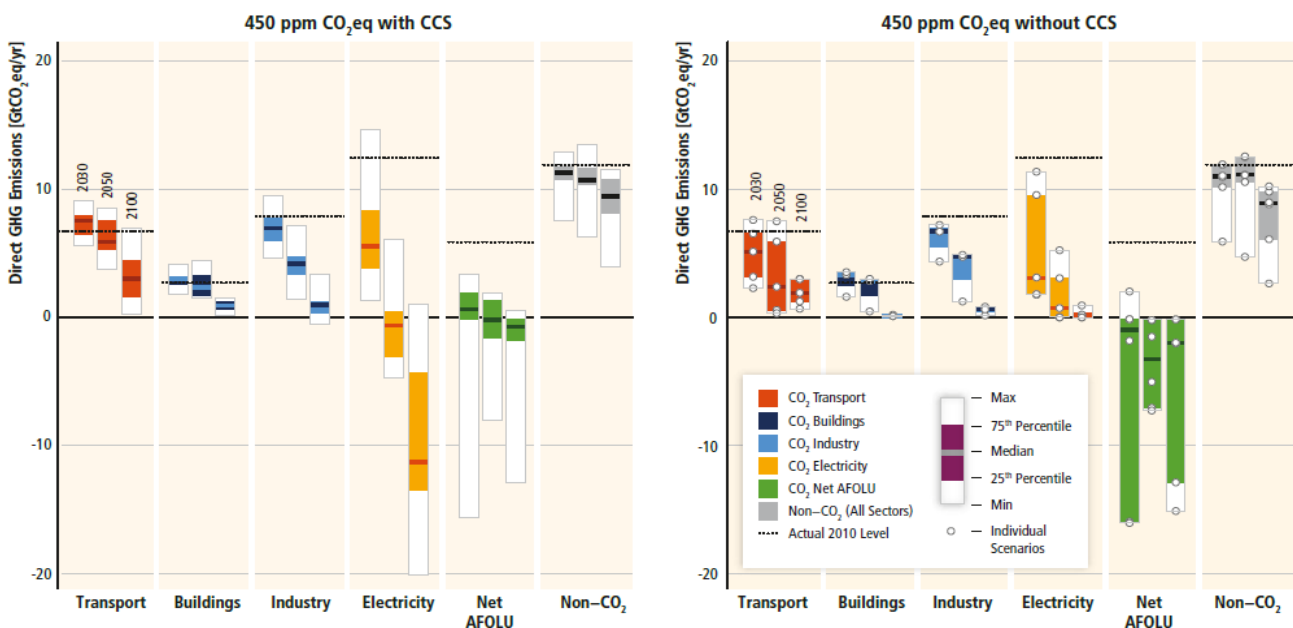 450 ppm CO₂eq with CCS
Direct GHG Emissions [GtCO₂eq/yr]
20
10
0
-10
-20
2030
2050
2100
Transport
Buildings
Industry
Electricity
Net
AFOLU
Non–CO₂
450 ppm CO₂eq without CCS
Direct GHG Emissions [GtCO₂eq/yr]
20
10
0
-10
-20
2030
2050
2100
CO₂ Transport
CO₂ Buildings
CO₂ Industry
CO₂ Electricity
CO₂ Net AFOLU
Non–CO₂ (All Sectors)
Actual 2010 Level
Max
75th Percentile
Median
25th Percentile
Min
Individual
Scenarios
Transport
Buildings
Industry
Electricity
Net
AFOLU
Non–CO₂